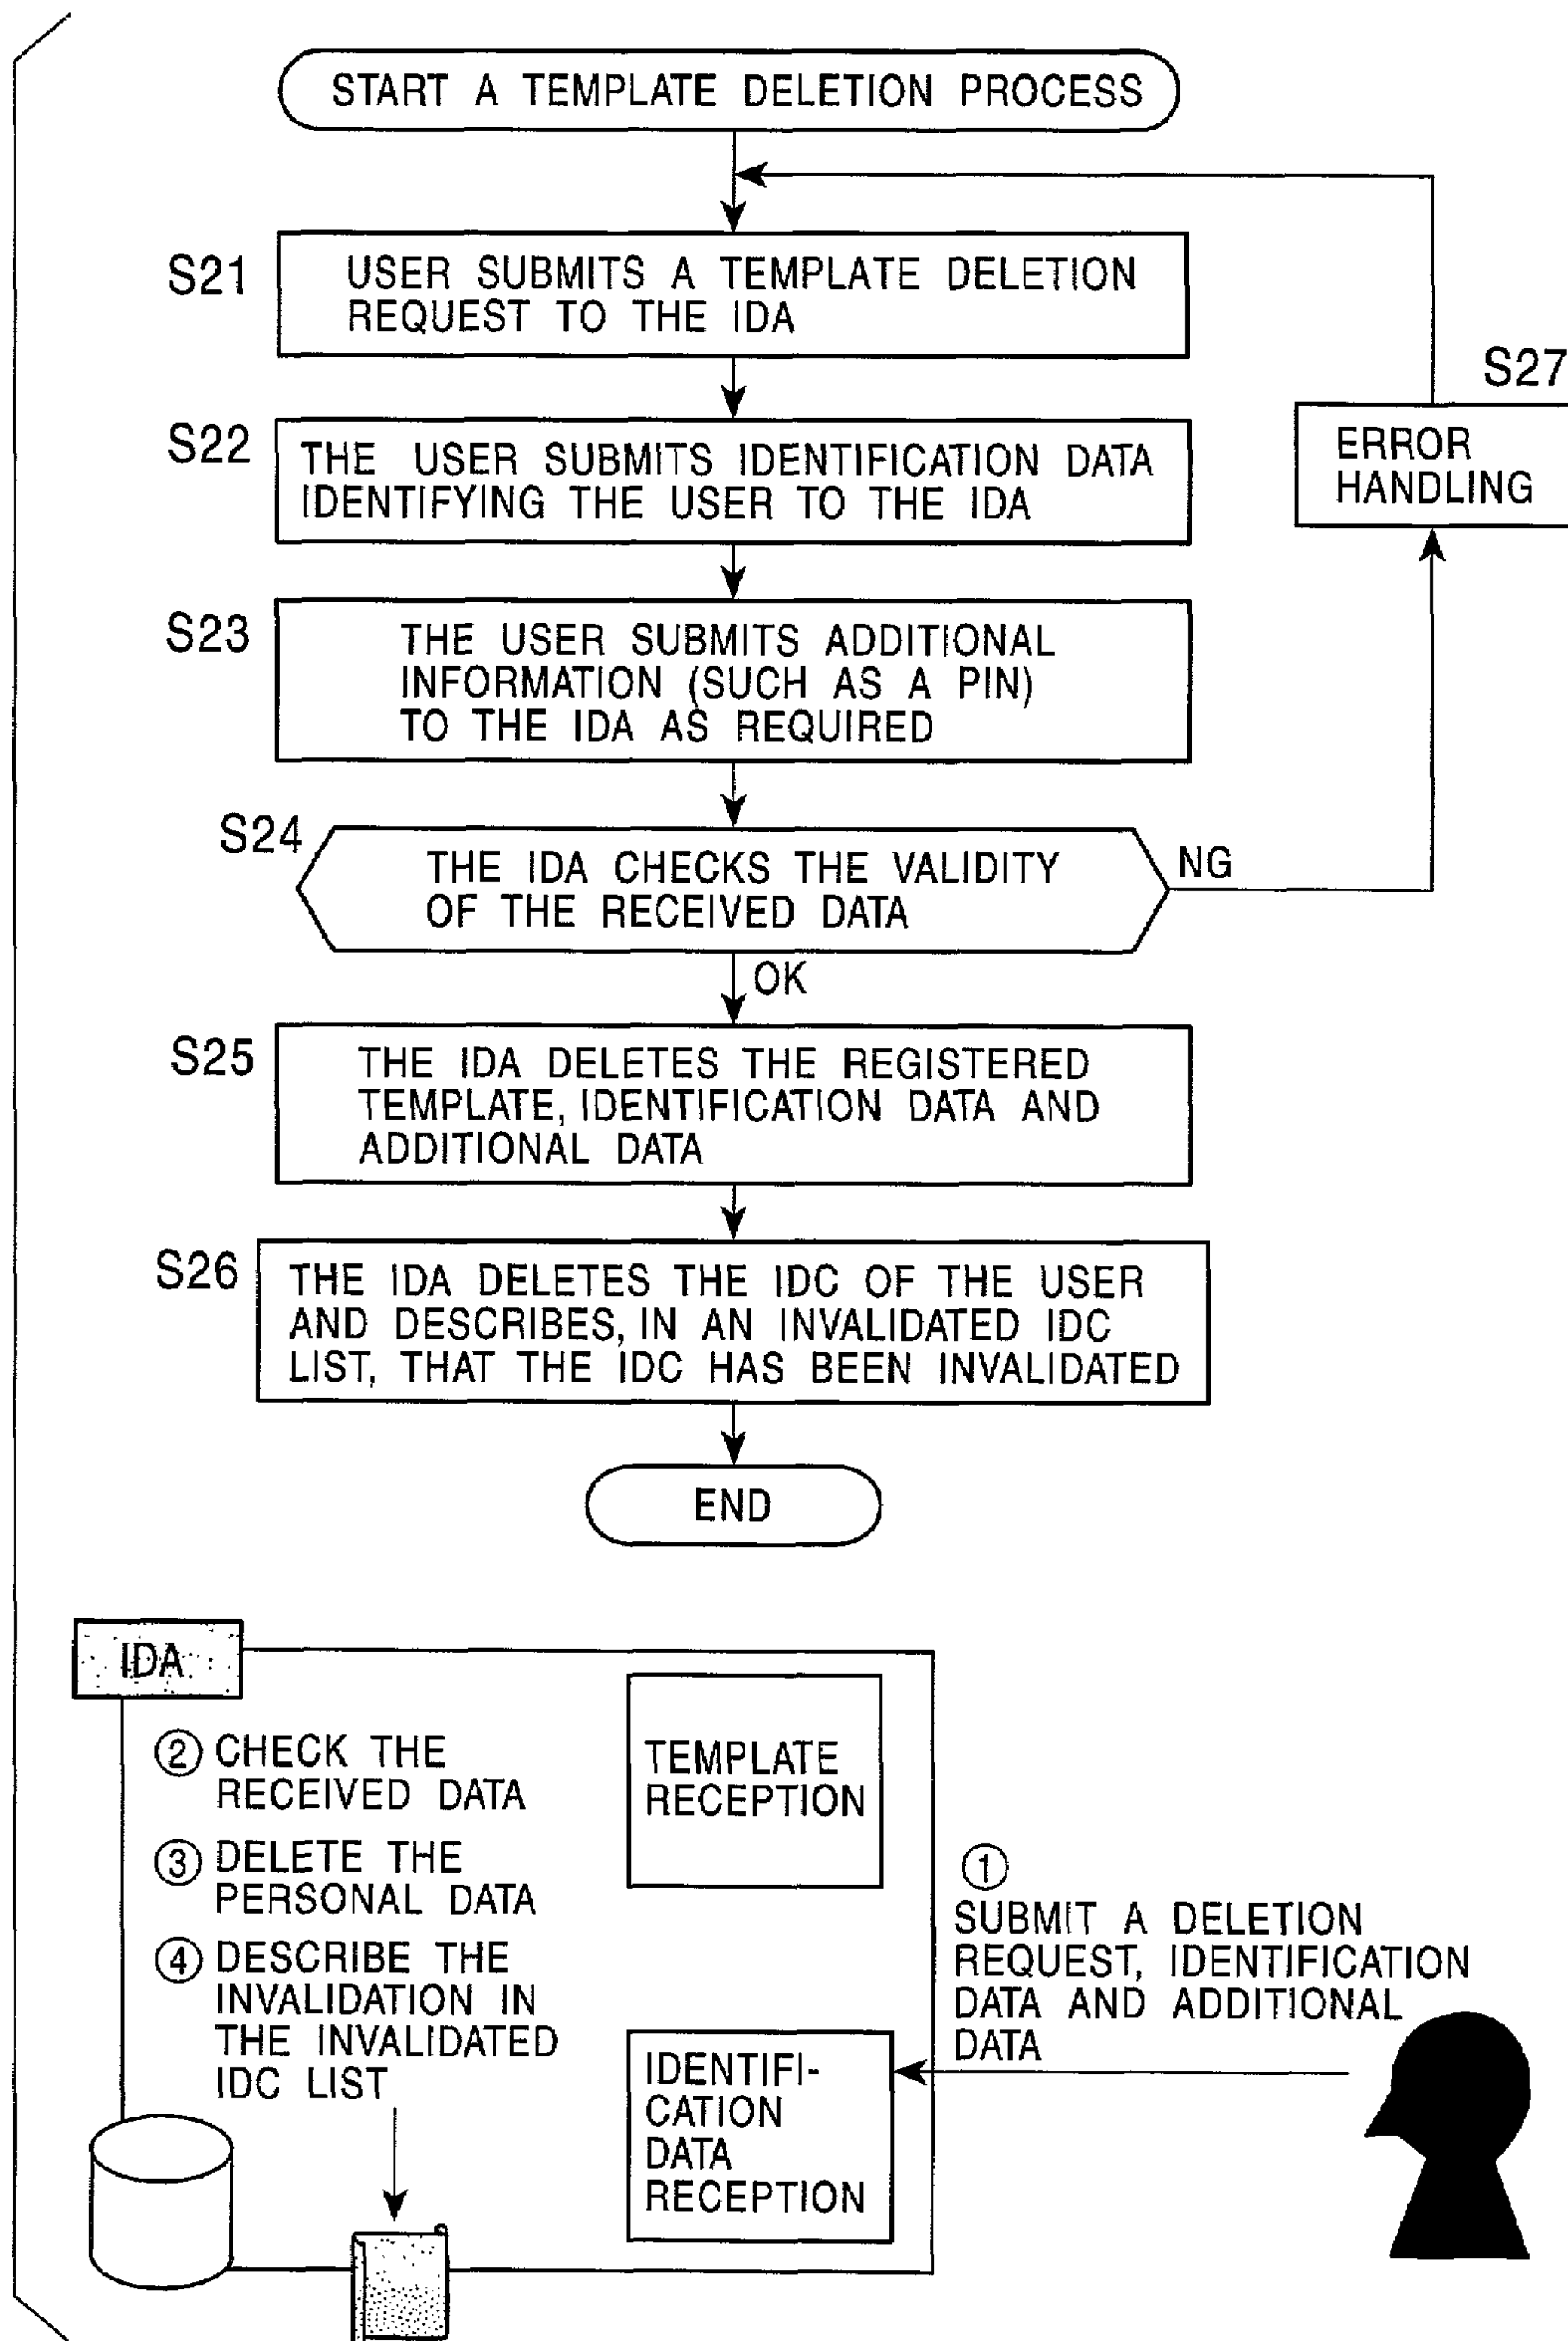 START A TEMPLATE DELETION PROCESS
S21
USER SUBMITS A TEMPLATE DELETION
REQUEST TO THE IDA
S27
ERROR
HANDLING
S22
THE USER SUBMITS IDENTIFICATION DATA
IDENTIFYING THE USER TO THE IDA
S23
THE USER SUBMITS ADDITIONAL
INFORMATION (SUCH AS A PIN)
TO THE IDA AS REQUIRED
S24
THE IDA CHECKS THE VALIDITY
OF THE RECEIVED DATA
NG
OK
S25
THE IDA DELETES THE REGISTERED
TEMPLATE, IDENTIFICATION DATA AND
ADDITIONAL DATA
S26
THE IDA DELETES THE IDC OF THE USER
AND DESCRIBES, IN AN INVALIDATED IDC
LIST, THAT THE IDC HAS BEEN INVALIDATED
END
IDA
② CHECK THE
RECEIVED DATA
③ DELETE THE
PERSONAL DATA
④ DESCRIBE THE
INVALIDATION IN
THE INVALIDATED
IDC LIST
TEMPLATE
RECEPTION
①
SUBMIT A DELETION
REQUEST, IDENTIFICATION
DATA AND ADDITIONAL
DATA
IDENTIFI-
CATION
DATA
RECEPTION